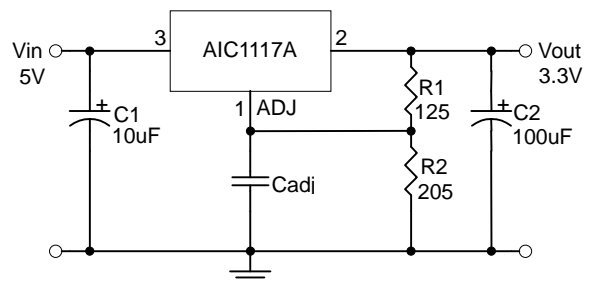 Vin
5V
3
AIC1117A
2
Vout
3.3V
1
ADJ
C1
10uF
R1
125
C2
100uF
Cadj
R2
205